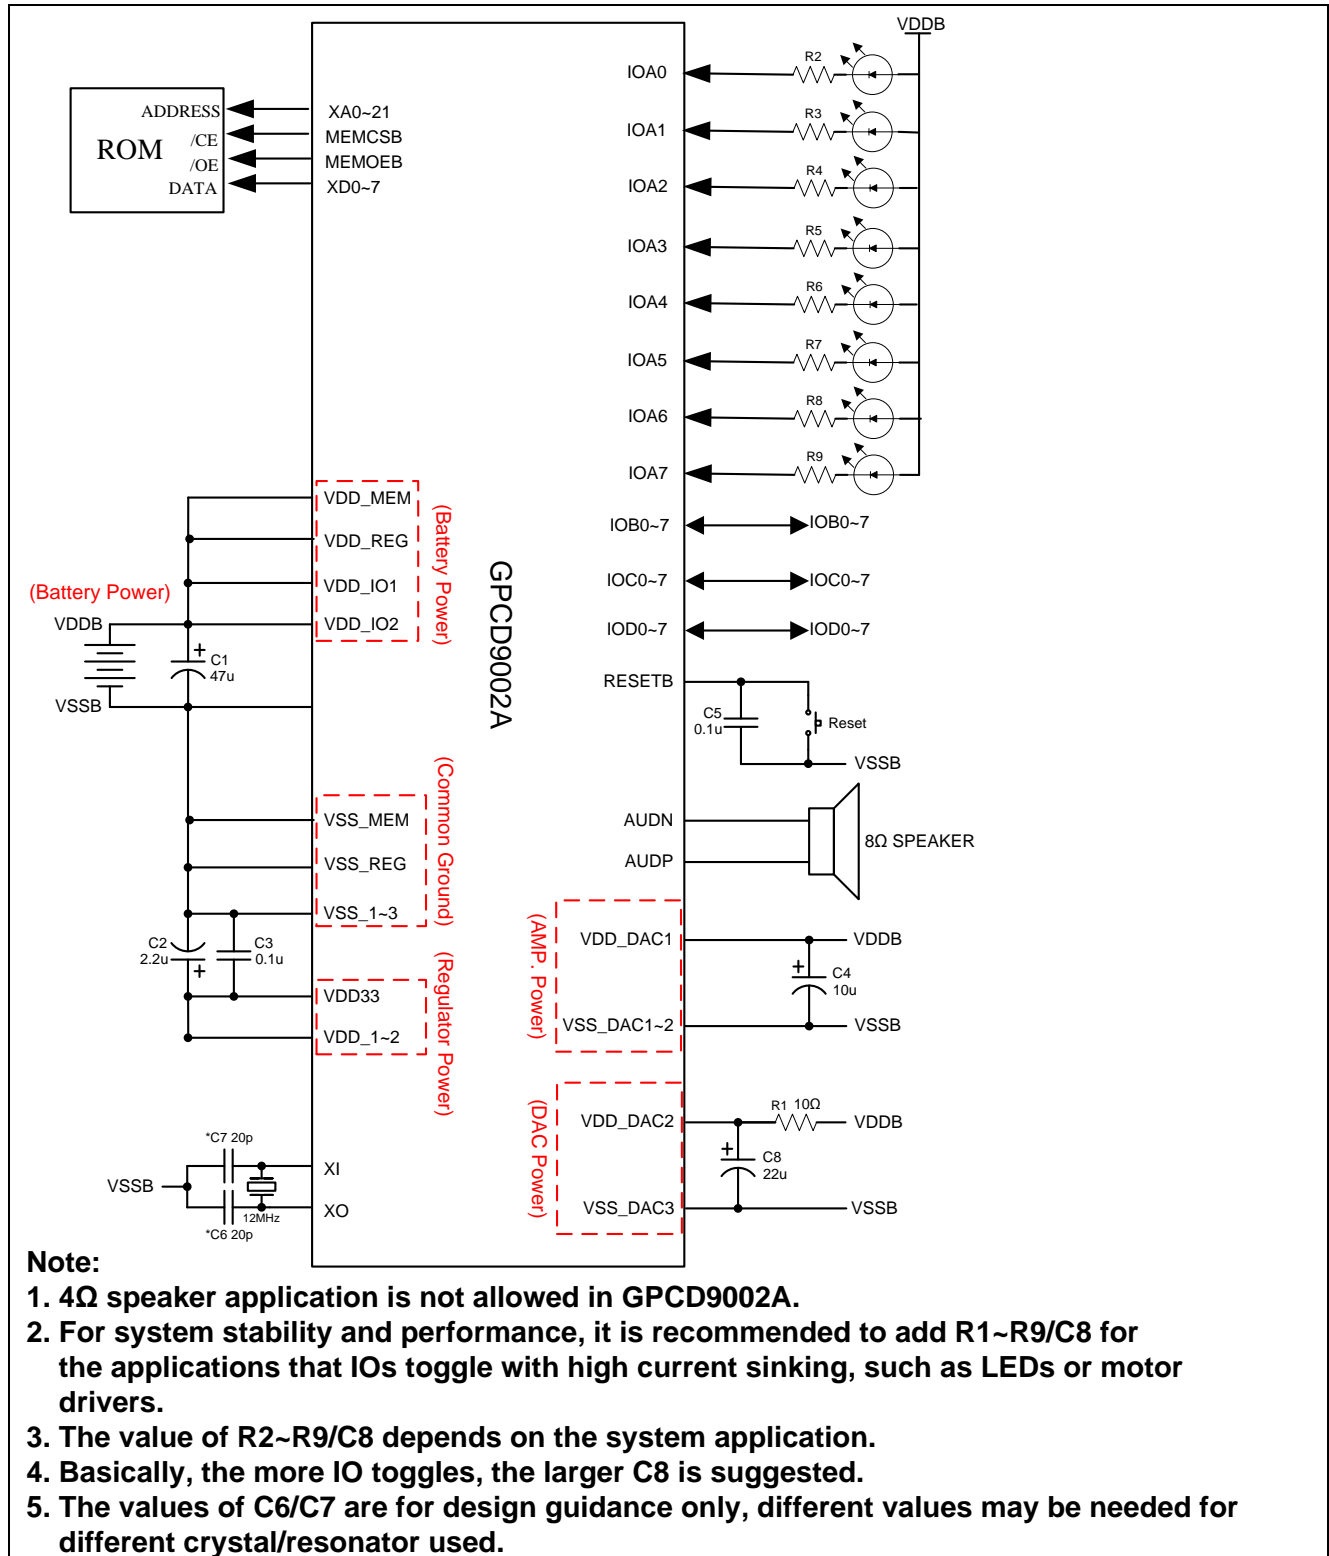 VDDB
R2
IOA0
ROM
ADDRESS
/CE
/OE
DATA
XA0~21
MEMCSB
MEMOEB
XD0~7
R3
IOA1
R4
IOA2
R5
IOA3
R6
IOA4
R7
IOA5
R8
IOA6
R9
IOA7
VDD_MEM
VDD_REG
VDD_IO1
VDD_IO2
(Battery Power)
(Battery Power)
VDDB
VSSB
+
C1
47u
GPCD9002A
IOB0~7
IOB0~7
IOC0~7
IOC0~7
IOD0~7
IOD0~7
RESETB
C5
0.1u
Reset
VSSB
VSS_MEM
VSS_REG
VSS_1~3
(Common Ground)
AUDN
AUDP
8Ω SPEAKER
C2
2.2u
+
C3
0.1u
VDD33
VDD_1~2
(Regulator Power)
(AMP. Power)
VDD_DAC1
VDDB
+
C4
10u
VSS_DAC1~2
VSSB
(DAC Power)
VDD_DAC2
R1 10Ω
VDDB
+
C8
22u
VSS_DAC3
VSSB
*C7 20p
VSSB
12MHz
*C6 20p
XI
XO
Note:
1. 4Ω speaker application is not allowed in GPCD9002A.
2. For system stability and performance, it is recommended to add R1~R9/C8 for
the applications that IOs toggle with high current sinking, such as LEDs or motor
drivers.
3. The value of R2~R9/C8 depends on the system application.
4. Basically, the more IO toggles, the larger C8 is suggested.
5. The values of C6/C7 are for design guidance only, different values may be needed for
different crystal/resonator used.